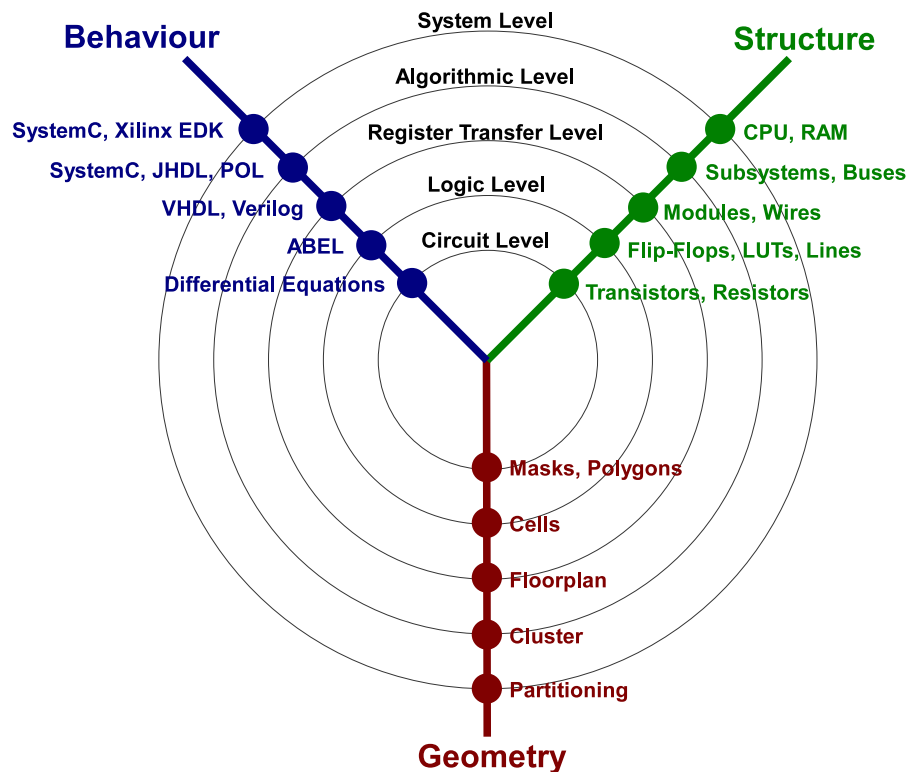 System Level
Behaviour
Structure
Algorithmic Level
SystemC, Xilinx EDK
Register Transfer Level
CPU, RAM
SystemC, JHDL, POL
Subsystems, Buses
Logic Level
VHDL, Verilog
Modules, Wires
Circuit Level
ABEL
Flip-Flops, LUTs, Lines
Differential Equations
Transistors, Resistors
Masks, Polygons
Cells
Floorplan
Cluster
Partitioning
Geometry